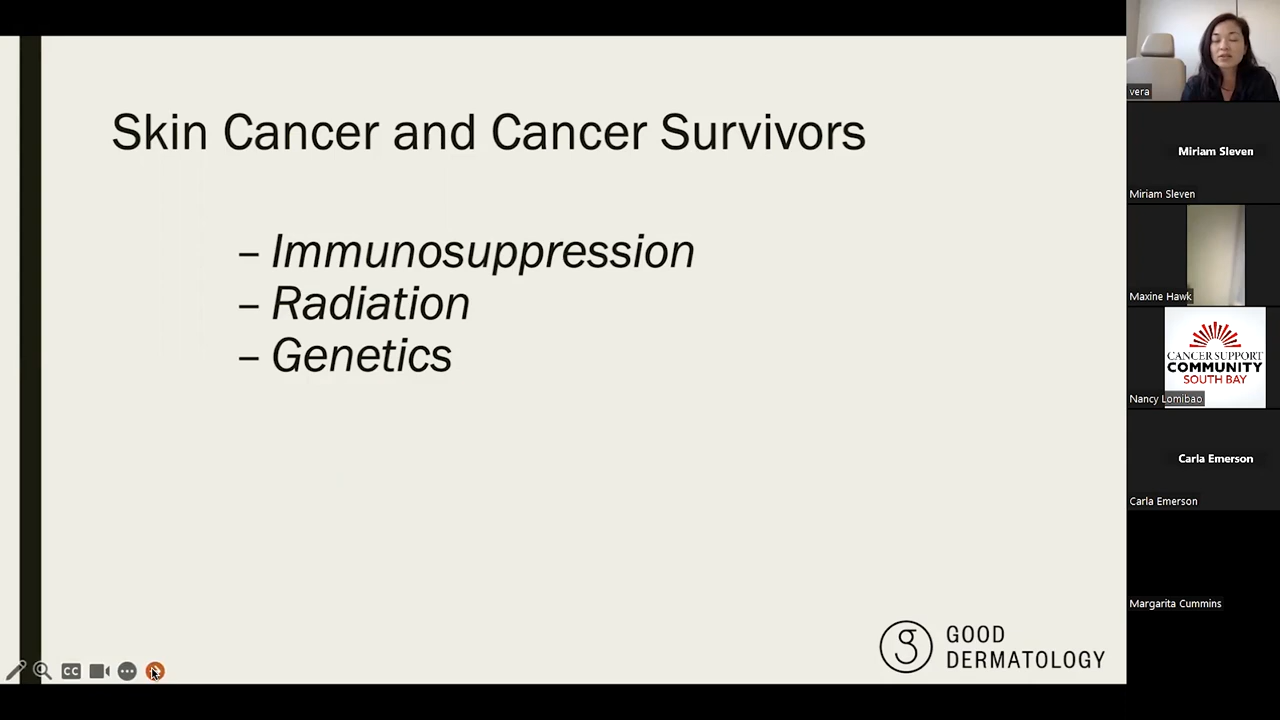 Skin Cancer and Cancer Survivors
– Immunosuppression
– Radiation
– Genetics
g GOOD
DERMATOLOGY
CC
vera
Miriam Sleven
Miriam Sleven
Maxine Hawk
CANCER SUPPORT
COMMUNITY
SOUTH BAY
Nancy Lomibao
Carla Emerson
Carla Emerson
Margarita Cummins